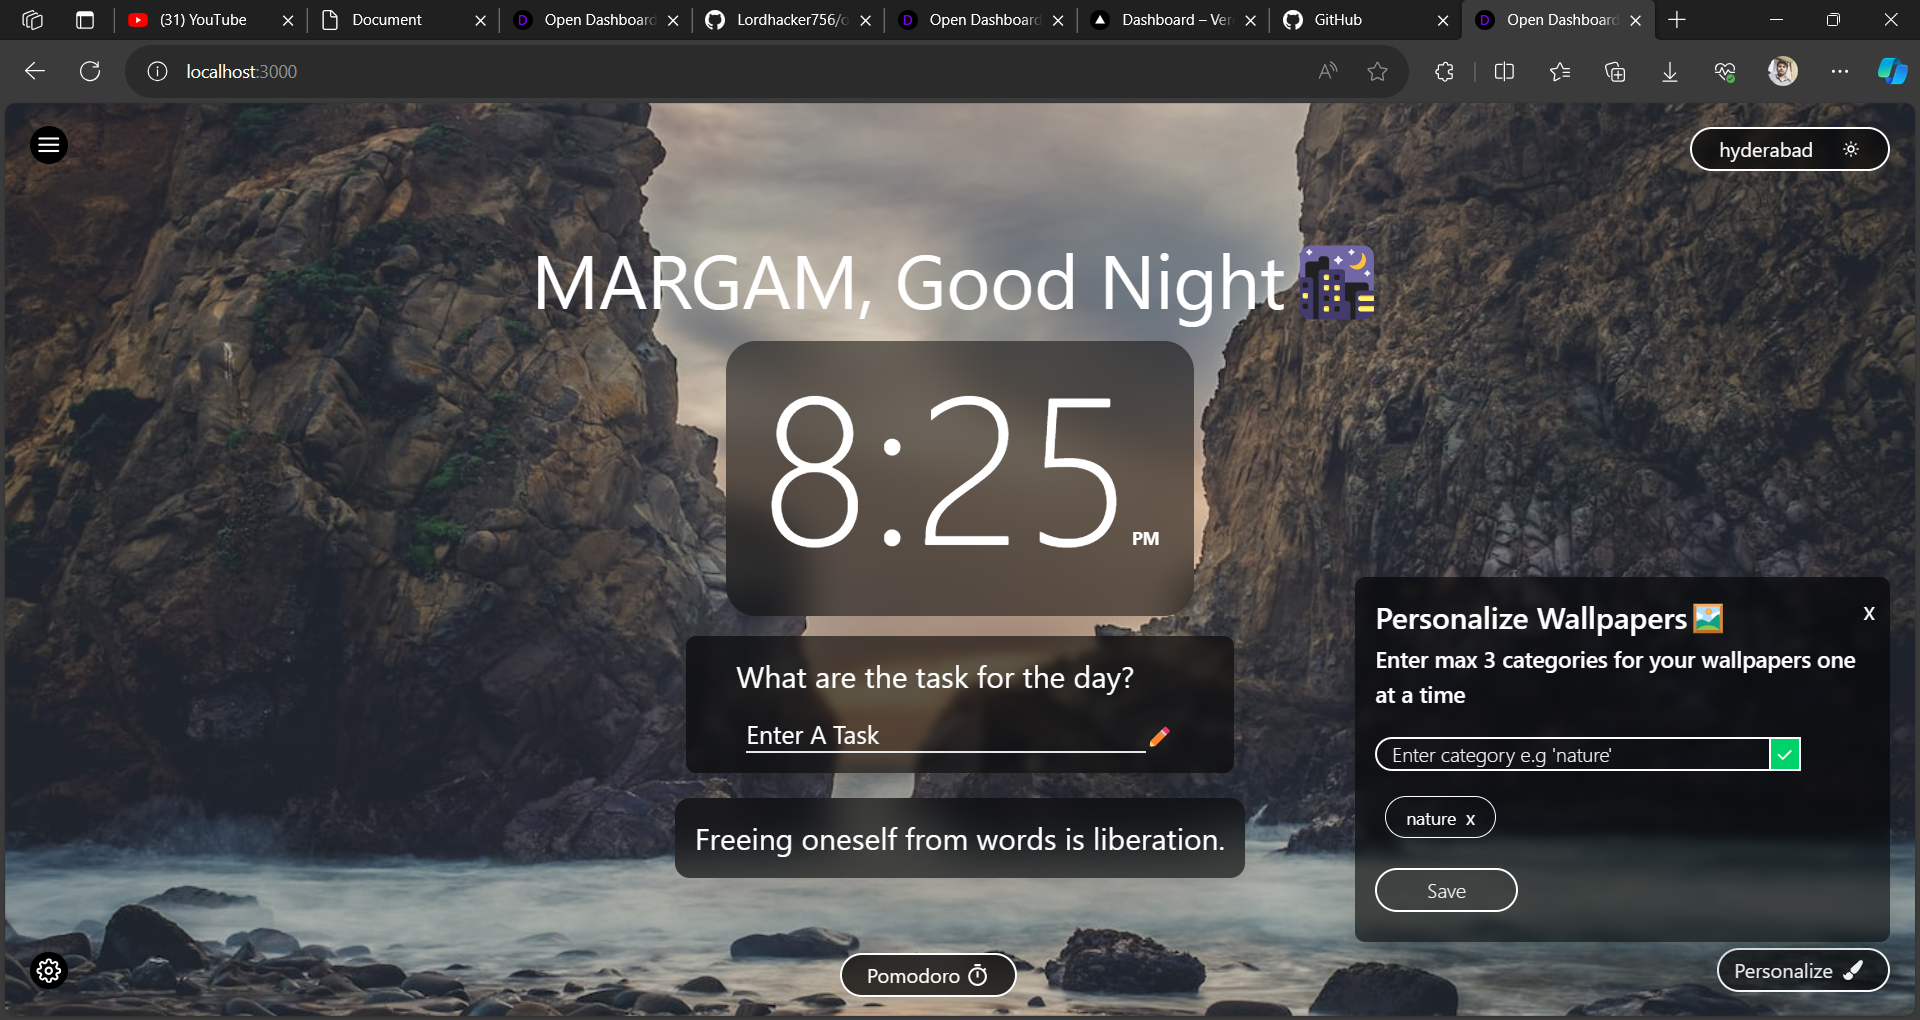 (31) YouTube
Document
Open Dashboard
Lordhacker756/o
Open Dashboard
Dashboard – Ver
GitHub
Open Dashboard
localhost:3000
hyderabad
MARGAM, Good Night
8:25 PM
What are the task for the day?
Enter A Task
Freeing oneself from words is liberation.
Personalize Wallpapers
X
Enter max 3 categories for your wallpapers one
at a time
Enter category e.g 'nature'
nature x
Save
Pomodoro
Personalize